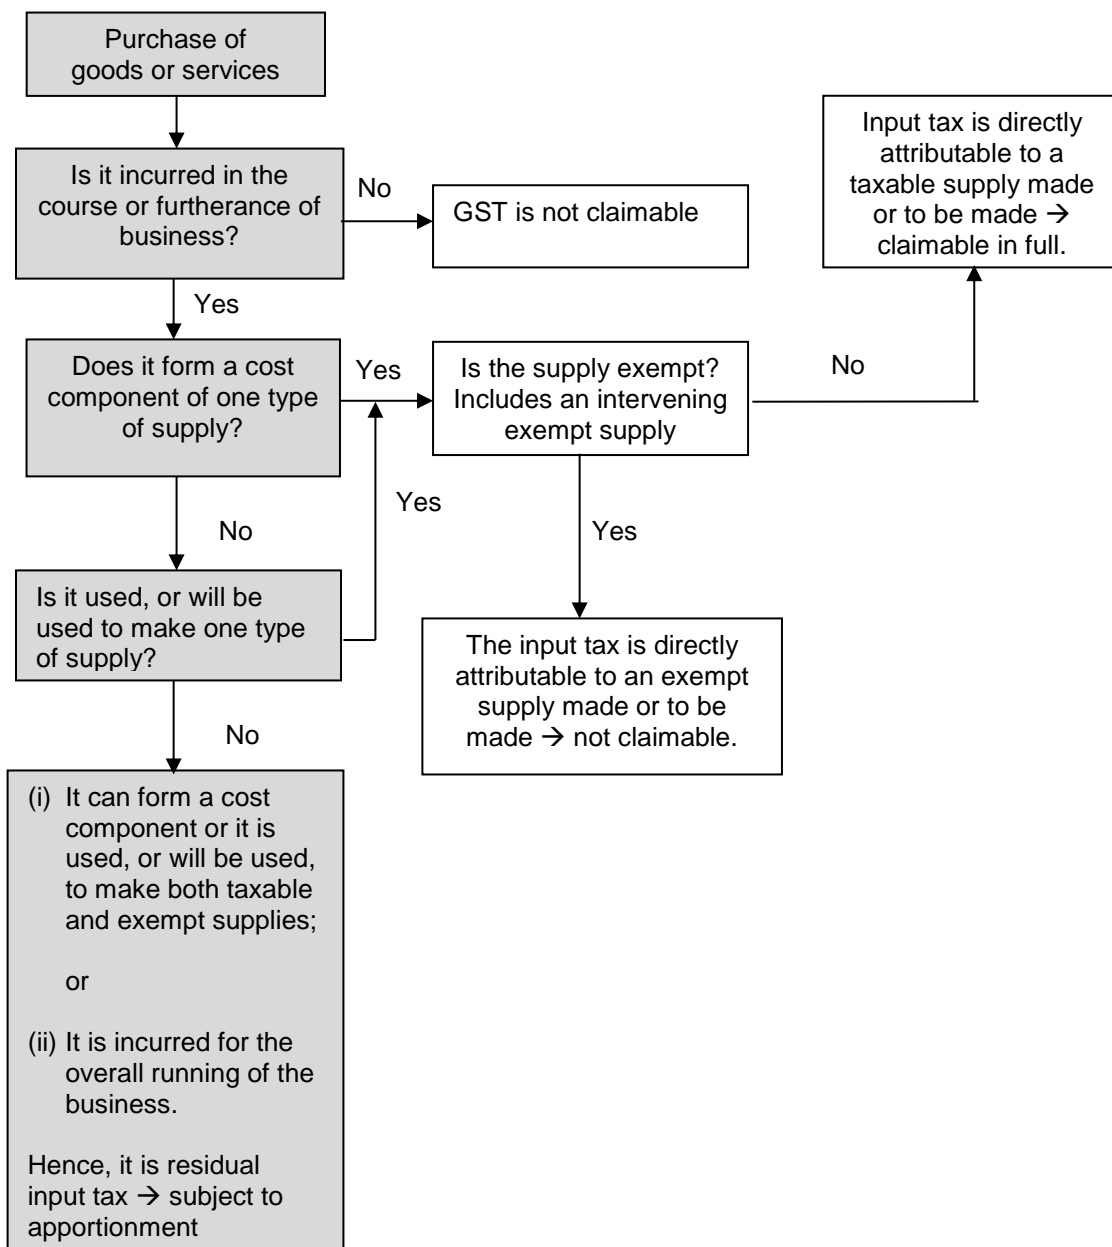 Purchase of
goods or services
Is it incurred in the
course or furtherance of
business?
No
GST is not claimable
Input tax is directly
attributable to a
taxable supply made
or to be made →
claimable in full.
Yes
Does it form a cost
component of one type
of supply?
Yes
Is the supply exempt?
Includes an intervening
exempt supply
No
Yes
No
Yes
Is it used, or will be
used to make one type
of supply?
The input tax is directly
attributable to an exempt
supply made or to be
made → not claimable.
No
(i) It can form a cost
component or it is
used, or will be used,
to make both taxable
and exempt supplies;
or
(ii) It is incurred for the
overall running of the
business.
Hence, it is residual
input tax → subject to
apportionment